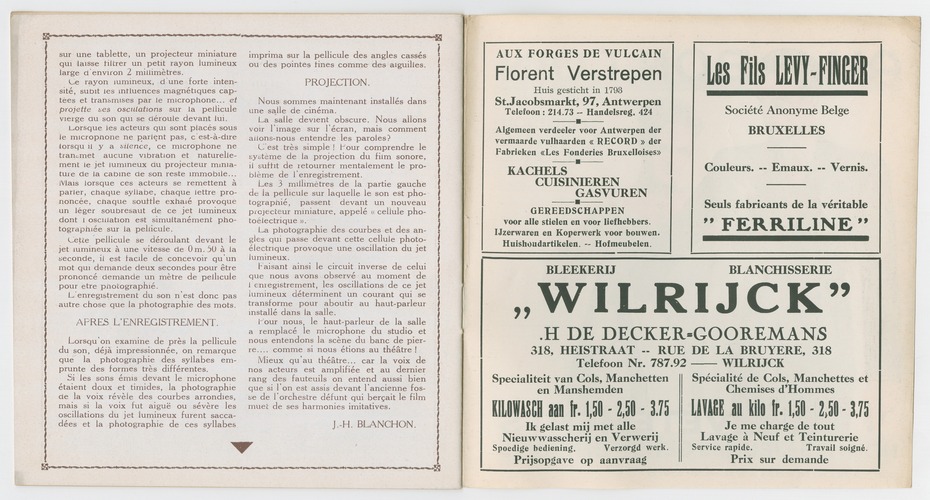 sur une tablette, un projecteur miniature
qui laisse filtrer un petit rayon lumineux
large d'environ 2 millimètres.
Ce rayon lumineux, d'une forte inten-
sité, subit les influences magnétiques cap-
tées et transmises par le microphone... et
projette ses osculations sur la pellicule
vierge du son qui se déroule devant lui.
Lorsque les acteurs qui sont placés sous
le microphone ne parlent pas, c'est-à-dire
lorsqu'il y a silence, ce microphone ne
transmet aucune vibration et naturelle-
ment le jet lumineux du projecteur minia-
ture de la cabine de son reste immobile...
Mais lorsque ces acteurs se remettent à
parler, chaque syllabe, chaque lettre pro-
noncée, chaque souffle exhalé provoque
un léger soubresaut de ce jet lumineux
dont l'oscillation est simultanément pho-
tographiée sur la pellicule.
Cette pellicule se déroulant devant le
jet lumineux à une vitesse de 0 m. 50 à la
seconde, il est facile de concevoir qu'un
mot qui demande deux secondes pour être
prononcé demande un mètre de pellicule
pour etre photographié.
L'enregistrement du son n'est donc pas
autre chose que la photographie des mots.
APRES L'ENREGISTREMENT.
Lorsqu'on examine de près la pellicule
du son, déjà impressionnée, on remarque
que la photographie des syllabes em-
prunte des formes très différentes.
Si les sons émis devant le microphone
étaient doux et timides, la photographie
de la voix révèle des courbes arrondies,
mais si la voix fut aiguë ou sévère les
oscillations du jet lumineux furent sacca-
dées et la photographie de ces syllabes
imprima sur la pellicule des angles cassés
ou des pointes fines comme des aiguilles.
PROJECTION.
Nous sommes maintenant installés dans
une salle de cinéma.
La salle devient obscure. Nous allons
voir l'image sur l'écran, mais comment
allons-nous entendre les paroles?
C'est très simple! Pour comprendre le
système de la projection du film sonore,
il suffit de retourner mentalement le pro-
blème de l'enregistrement.
Les 3 millimètres de la partie gauche
de la pellicule sur laquelle le son est pho-
tographié, passent devant un nouveau
projecteur miniature, appelé « cellule pho-
toélectrique ».
La photographie des courbes et des an-
gles qui passe devant cette cellule photo-
électrique provoque une oscillation du jet
lumineux.
Faisant ainsi le circuit inverse de celui
que nous avons observé au moment de
l'enregistrement, les oscillations de ce jet
lumineux déterminent un courant qui se
transforme pour aboutir au haut-parleur
installé dans la salle.
Pour nous, le haut-parleur de la salle
a remplacé le microphone du studio et
nous entendons la scène du banc de pier-
re.... comme si nous étions au théâtre!
Mieux qu'au théâtre... car la voix de
nos acteurs est amplifiée et au dernier
rang des fauteuils on entend aussi bien
que si l'on est assis devant l'ancienne fos-
se de l'orchestre défunt qui berçait le film
muet de ses harmonies imitatives.
J.-H. BLANCHON.
AUX FORGES DE VULCAIN
Florent Verstrepen
Huis gesticht in 1798
St.Jacobsmarkt, 97, Antwerpen
Telefoon : 214.73 -- Handelsreg. 424
Algemeen verdeeler voor Antwerpen der
vermaarde vulhaarden « RECORD » der
Fabrieken «Les Fonderies Bruxelloises»
KACHELS
CUISINIEREN
GASVUREN
GEREEDSCHAPPEN
voor alle stielen en voor liefhebbers.
IJzerwaren en Koperwerk voor bouwen.
Huishoudartikelen. -- Hofmeubelen.
Les Fils LEVY-FINGER
Société Anonyme Belge
BRUXELLES
Couleurs. -- Emaux. -- Vernis.
Seuls fabricants de la véritable
" FERRILINE "
BLEEKERIJ BLANCHISSERIE
„WILRIJCK”
.H DE DECKER-GOOREMANS
318, HEISTRAAT -- RUE DE LA BRUYERE, 318
Telefoon Nr. 787.92 — WILRIJCK
Specialiteit van Cols, Manchetten
en Manshemden
KILOWASCH aan fr. 1,50 - 2,50 - 3.75
Ik gelast mij met alle
Nieuwwasscherij en Verwerij
Spoedige bediening. Verzorgd werk.
Prijsopgave op aanvraag
Spécialité de Cols, Manchettes et
Chemises d'Hommes
LAVAGE au kilo fr. 1,50 - 2,50 - 3,75
Je me charge de tout
Lavage à Neuf et Teinturerie
Service rapide. Travail soigné.
Prix sur demande